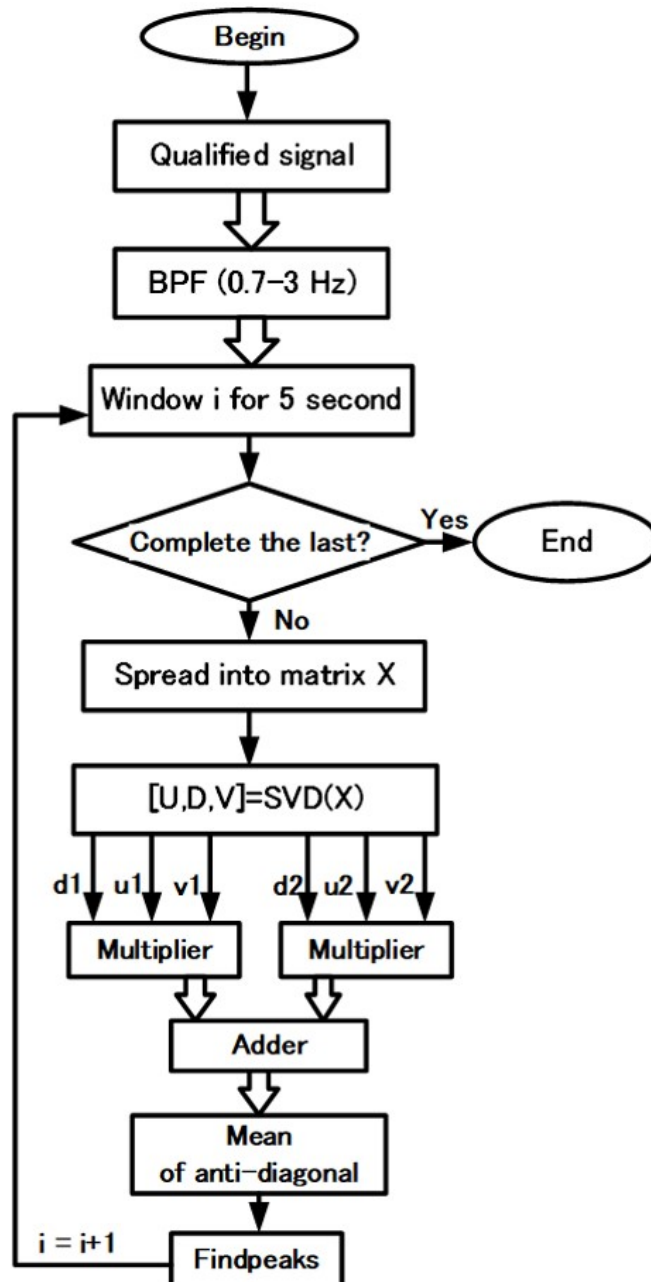 Begin
Qualified signal
BPF (0.7-3 Hz)
Window i for 5 second
Complete the last?
Yes
End
No
Spread into matrix X
[U,D,V]=SVD(X)
d1 u1 v1 d2 u2 v2
Multiplier Multiplier
Adder
Mean
of anti-diagonal
i = i+1
Findpeaks